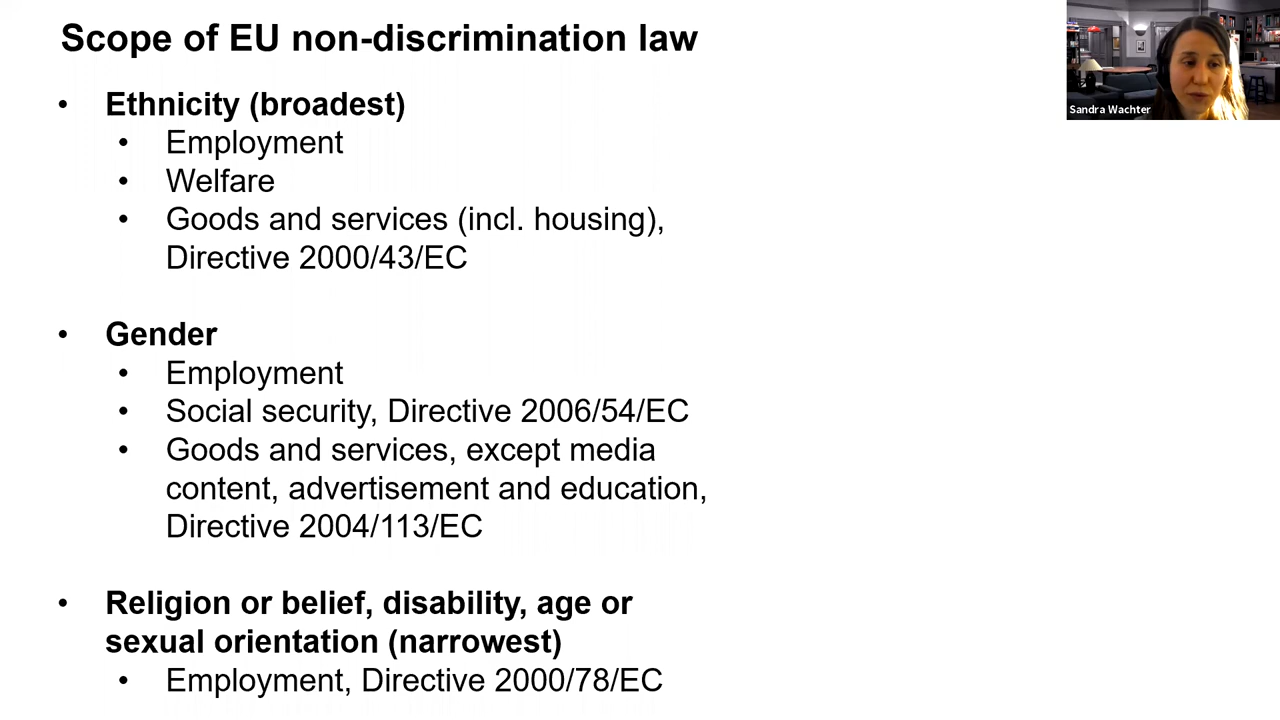 Scope of EU non-discrimination law
• Ethnicity (broadest)
• Employment
• Welfare
• Goods and services (incl. housing),
Directive 2000/43/EC
• Gender
• Employment
• Social security, Directive 2006/54/EC
• Goods and services, except media
content, advertisement and education,
Directive 2004/113/EC
• Religion or belief, disability, age or
sexual orientation (narrowest)
• Employment, Directive 2000/78/EC
Sandra Wachter